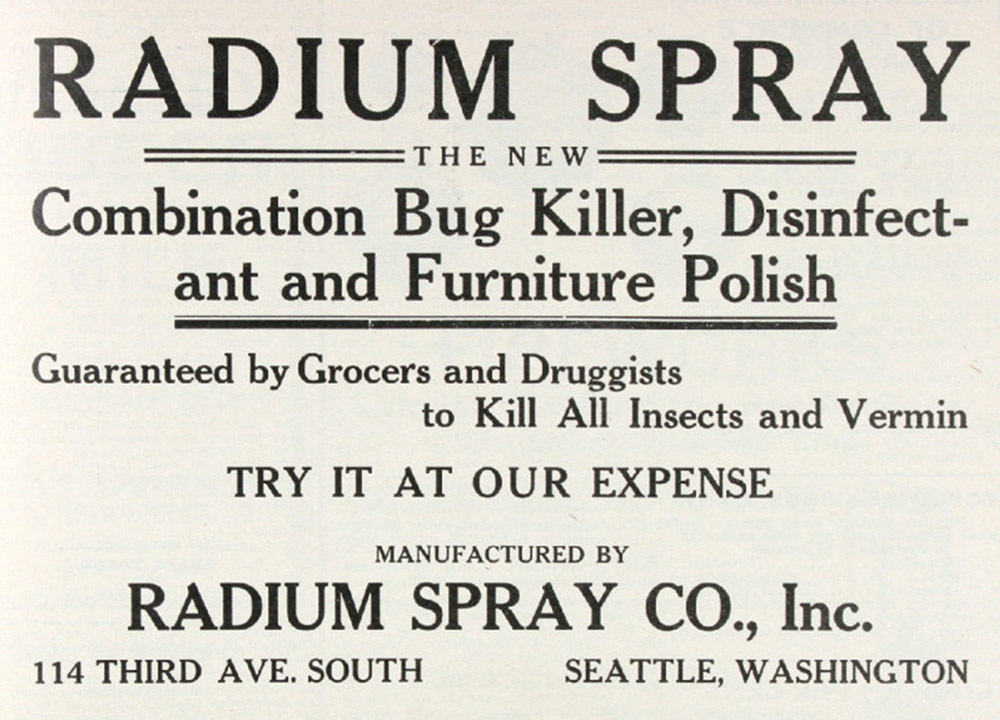 RADIUM SPRAY
THE NEW
Combination Bug Killer, Disinfect-
ant and Furniture Polish
Guaranteed by Grocers and Druggists
to Kill All Insects and Vermin
TRY IT AT OUR EXPENSE
MANUFACTURED BY
RADIUM SPRAY CO., Inc.
114 THIRD AVE. SOUTH SEATTLE, WASHINGTON